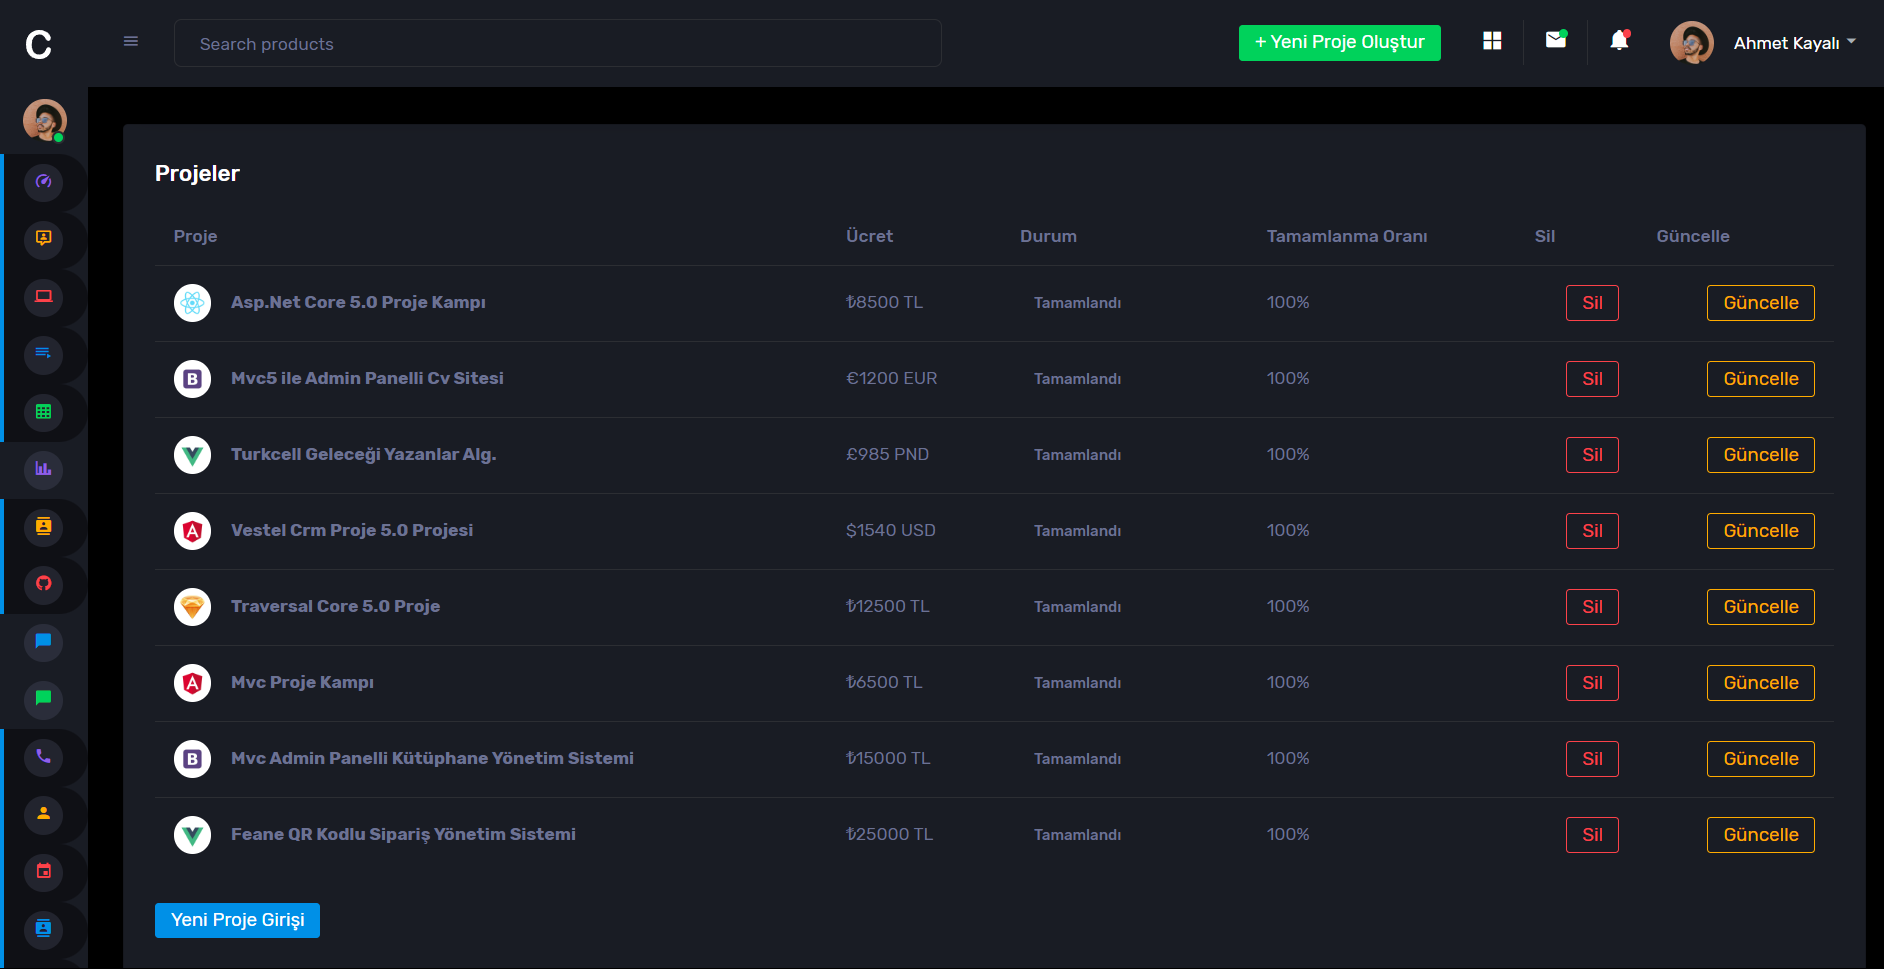 C
Search products
+ Yeni Proje Oluştur
Ahmet Kayalı
Projeler
Proje Ücret Durum Tamamlanma Oranı Sil Güncelle
Asp.Net Core 5.0 Proje Kampı ₺8500 TL Tamamlandı 100% Sil Güncelle
B Mvc5 ile Admin Panelli Cv Sitesi €1200 EUR Tamamlandı 100% Sil Güncelle
Turkcell Geleceği Yazanlar Alg. £985 PND Tamamlandı 100% Sil Güncelle
A Vestel Crm Proje 5.0 Projesi $1540 USD Tamamlandı 100% Sil Güncelle
Traversal Core 5.0 Proje ₺12500 TL Tamamlandı 100% Sil Güncelle
A Mvc Proje Kampı ₺6500 TL Tamamlandı 100% Sil Güncelle
B Mvc Admin Panelli Kütüphane Yönetim Sistemi ₺15000 TL Tamamlandı 100% Sil Güncelle
Feane QR Kodlu Sipariş Yönetim Sistemi ₺25000 TL Tamamlandı 100% Sil Güncelle
Yeni Proje Girişi